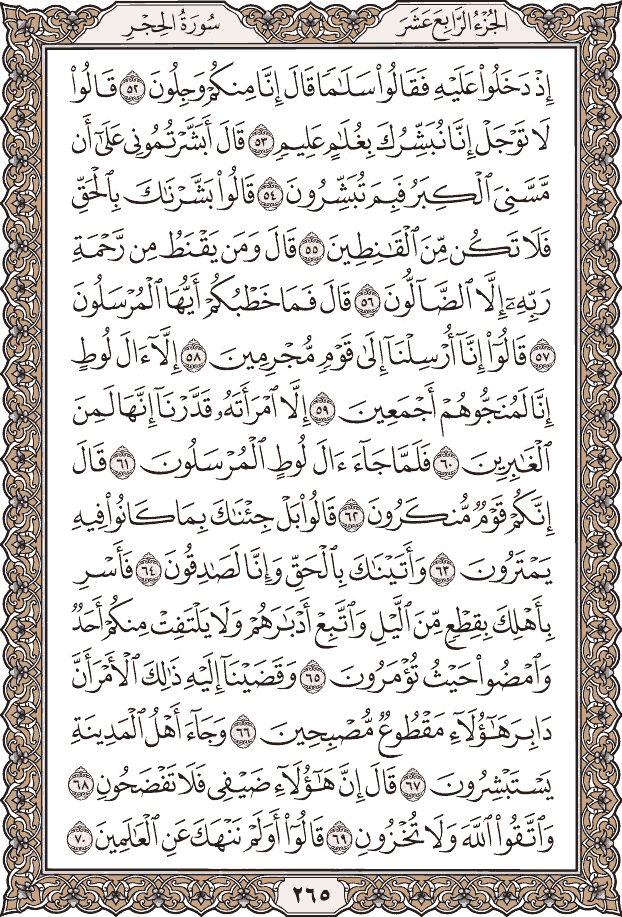 الجُزْءُ الرَّابِعَ عَشَرَ
سُورَةُ الحِجْرِ
إِذْ دَخَلُوا۟ عَلَيْهِ فَقَالُوا۟ سَلَـٰمًا قَالَ إِنَّا مِنكُمْ وَجِلُونَ ٥٢ قَالُوا۟
لَا تَوْجَلْ إِنَّا نُبَشِّرُكَ بِغُلَـٰمٍ عَلِيمٍ ٥٣ قَالَ أَبَشَّرْتُمُونِى عَلَىٰٓ أَن
مَّسَّنِىَ ٱلْكِبَرُ فَبِمَ تُبَشِّرُونَ ٥٤ قَالُوا۟ بَشَّرْنَـٰكَ بِٱلْحَقِّ
فَلَا تَكُن مِّنَ ٱلْقَـٰنِطِينَ ٥٥ قَالَ وَمَن يَقْنَطُ مِن رَّحْمَةِ
رَبِّهِۦٓ إِلَّا ٱلضَّآلُّونَ ٥٦ قَالَ فَمَا خَطْبُكُمْ أَيُّهَا ٱلْمُرْسَلُونَ
٥٧ قَالُوٓا۟ إِنَّآ أُرْسِلْنَآ إِلَىٰ قَوْمٍ مُّجْرِمِينَ ٥٨ إِلَّآ ءَالَ لُوطٍ
إِنَّا لَمُنَجُّوهُمْ أَجْمَعِينَ ٥٩ إِلَّا ٱمْرَأَتَهُۥ قَدَّرْنَآ إِنَّهَا لَمِنَ
ٱلْغَـٰبِرِينَ ٦٠ فَلَمَّا جَآءَ ءَالَ لُوطٍ ٱلْمُرْسَلُونَ ٦١ قَالَ
إِنَّكُمْ قَوْمٌ مُّنكَرُونَ ٦٢ قَالُوا۟ بَلْ جِئْنَـٰكَ بِمَا كَانُوا۟ فِيهِ
يَمْتَرُونَ ٦٣ وَأَتَيْنَـٰكَ بِٱلْحَقِّ وَإِنَّا لَصَـٰدِقُونَ ٦٤ فَأَسْرِ
بِأَهْلِكَ بِقِطْعٍ مِّنَ ٱلَّيْلِ وَٱتَّبِعْ أَدْبَـٰرَهُمْ وَلَا يَلْتَفِتْ مِنكُمْ أَحَدٌ
وَٱمْضُوا۟ حَيْثُ تُؤْمَرُونَ ٦٥ وَقَضَيْنَآ إِلَيْهِ ذَٰلِكَ ٱلْأَمْرَ أَنَّ
دَابِرَ هَـٰٓؤُلَآءِ مَقْطُوعٌ مُّصْبِحِينَ ٦٦ وَجَآءَ أَهْلُ ٱلْمَدِينَةِ
يَسْتَبْشِرُونَ ٦٧ قَالَ إِنَّ هَـٰٓؤُلَآءِ ضَيْفِى فَلَا تَفْضَحُونِ ٦٨
وَٱتَّقُوا۟ ٱللَّهَ وَلَا تُخْزُونِ ٦٩ قَالُوٓا۟ أَوَلَمْ نَنْهَكَ عَنِ ٱلْعَـٰلَمِينَ ٧٠
٢٦٥